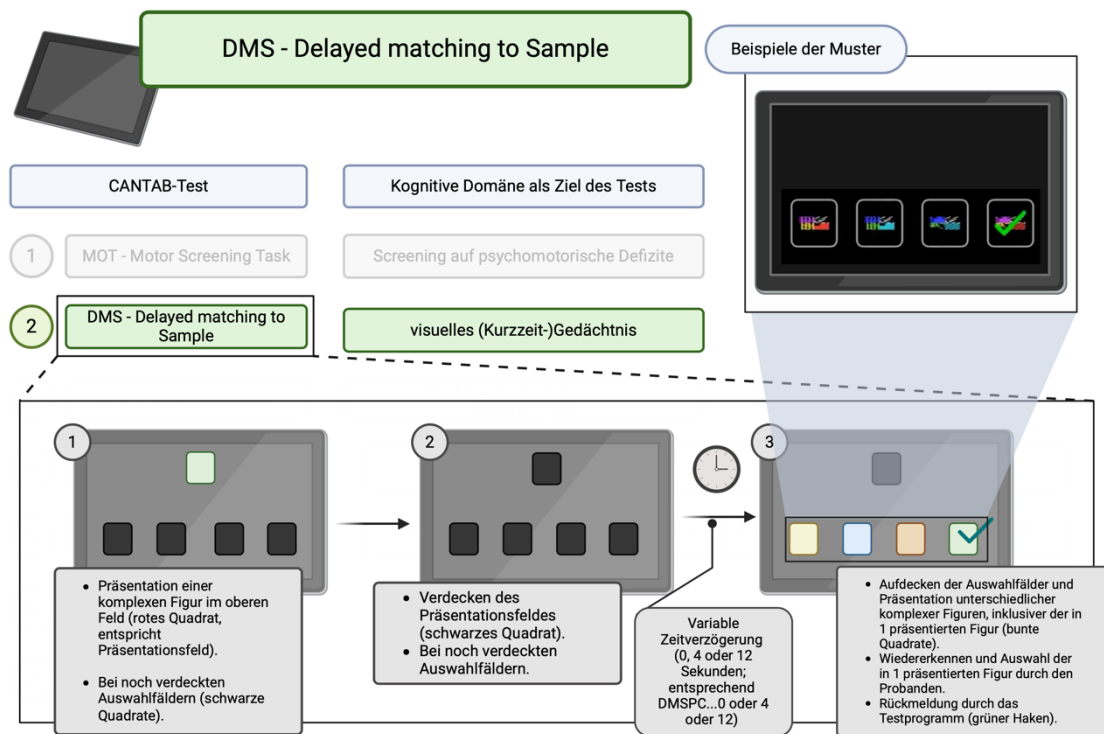 DMS - Delayed matching to Sample
Beispiele der Muster
CANTAB-Test
Kognitive Domäne als Ziel des Tests
1
MOT - Motor Screening Task
Screening auf psychomotorische Defizite
2
DMS - Delayed matching to
Sample
visuelles (Kurzzeit-)Gedächtnis
1
• Präsentation einer
komplexen Figur im oberen
Feld (rotes Quadrat,
entspricht
Präsentationsfeld).
• Bei noch verdeckten
Auswahlfäldern (schwarze
Quadrate).
2
• Verdecken des
Präsentationsfeldes
(schwarzes Quadrat).
• Bei noch verdeckten
Auswahlfäldern.
Variable
Zeitverzögerung
(0, 4 oder 12
Sekunden;
entsprechend
DMSPC...0 oder 4
oder 12)
3
• Aufdecken der Auswahlfälder und
Präsentation unterschiedlicher
komplexer Figuren, inklusiver der in
1 präsentierten Figur (bunte
Quadrate).
• Wiedererkennen und Auswahl der
in 1 präsentierten Figur durch den
Probanden.
• Rückmeldung durch das
Testprogramm (grüner Haken).